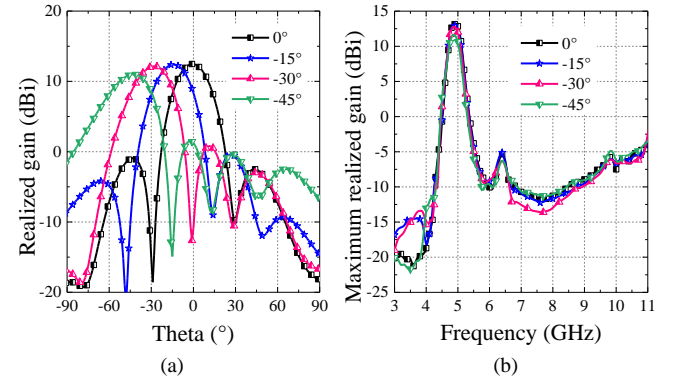 Realized gain (dBi)
20
10
0
-10
-20
0°
-15°
-30°
-45°
-90 -60 -30 0 30 60 90
Theta (°)
(a)
Maximum realized gain (dBi)
15
10
5
0
-5
-10
-15
-20
-25
0°
-15°
-30°
-45°
3 4 5 6 7 8 9 10 11
Frequency (GHz)
(b)